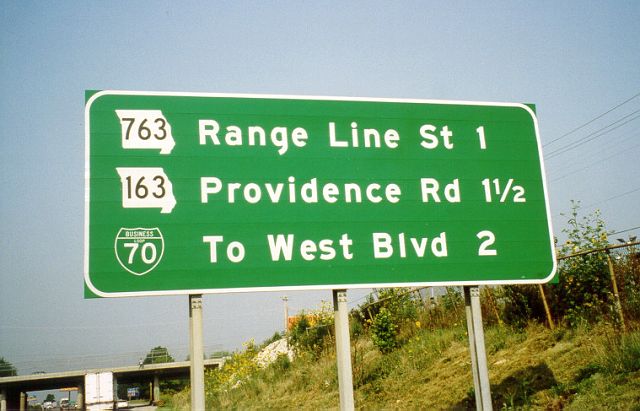 763 Range Line St 1
163 Providence Rd 1½
BUSINESS
LOOP
70 To West Blvd 2